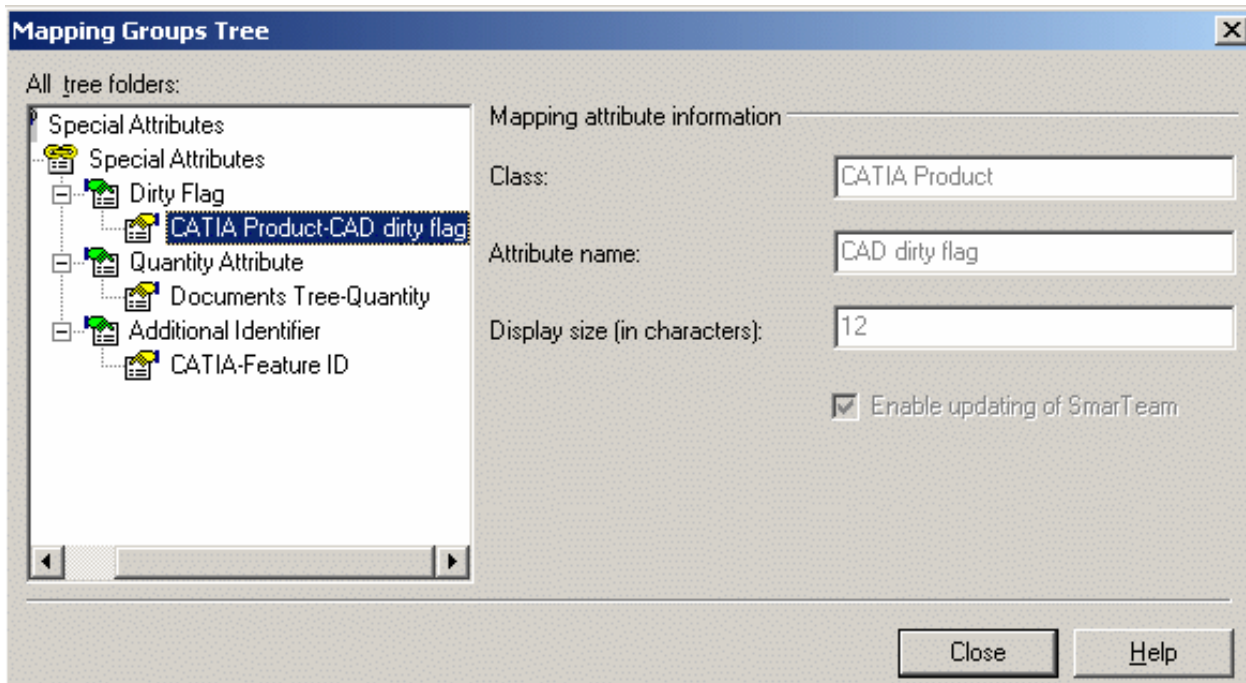 Mapping Groups Tree
All tree folders:
Special Attributes
Special Attributes
Dirty Flag
CATIA Product-CAD dirty flag
Quantity Attribute
Documents Tree-Quantity
Additional Identifier
CATIA-Feature ID
Mapping attribute information
Class:
CATIA Product
Attribute name:
CAD dirty flag
Display size (in characters):
12
Enable updating of SmarTeam
Close
Help